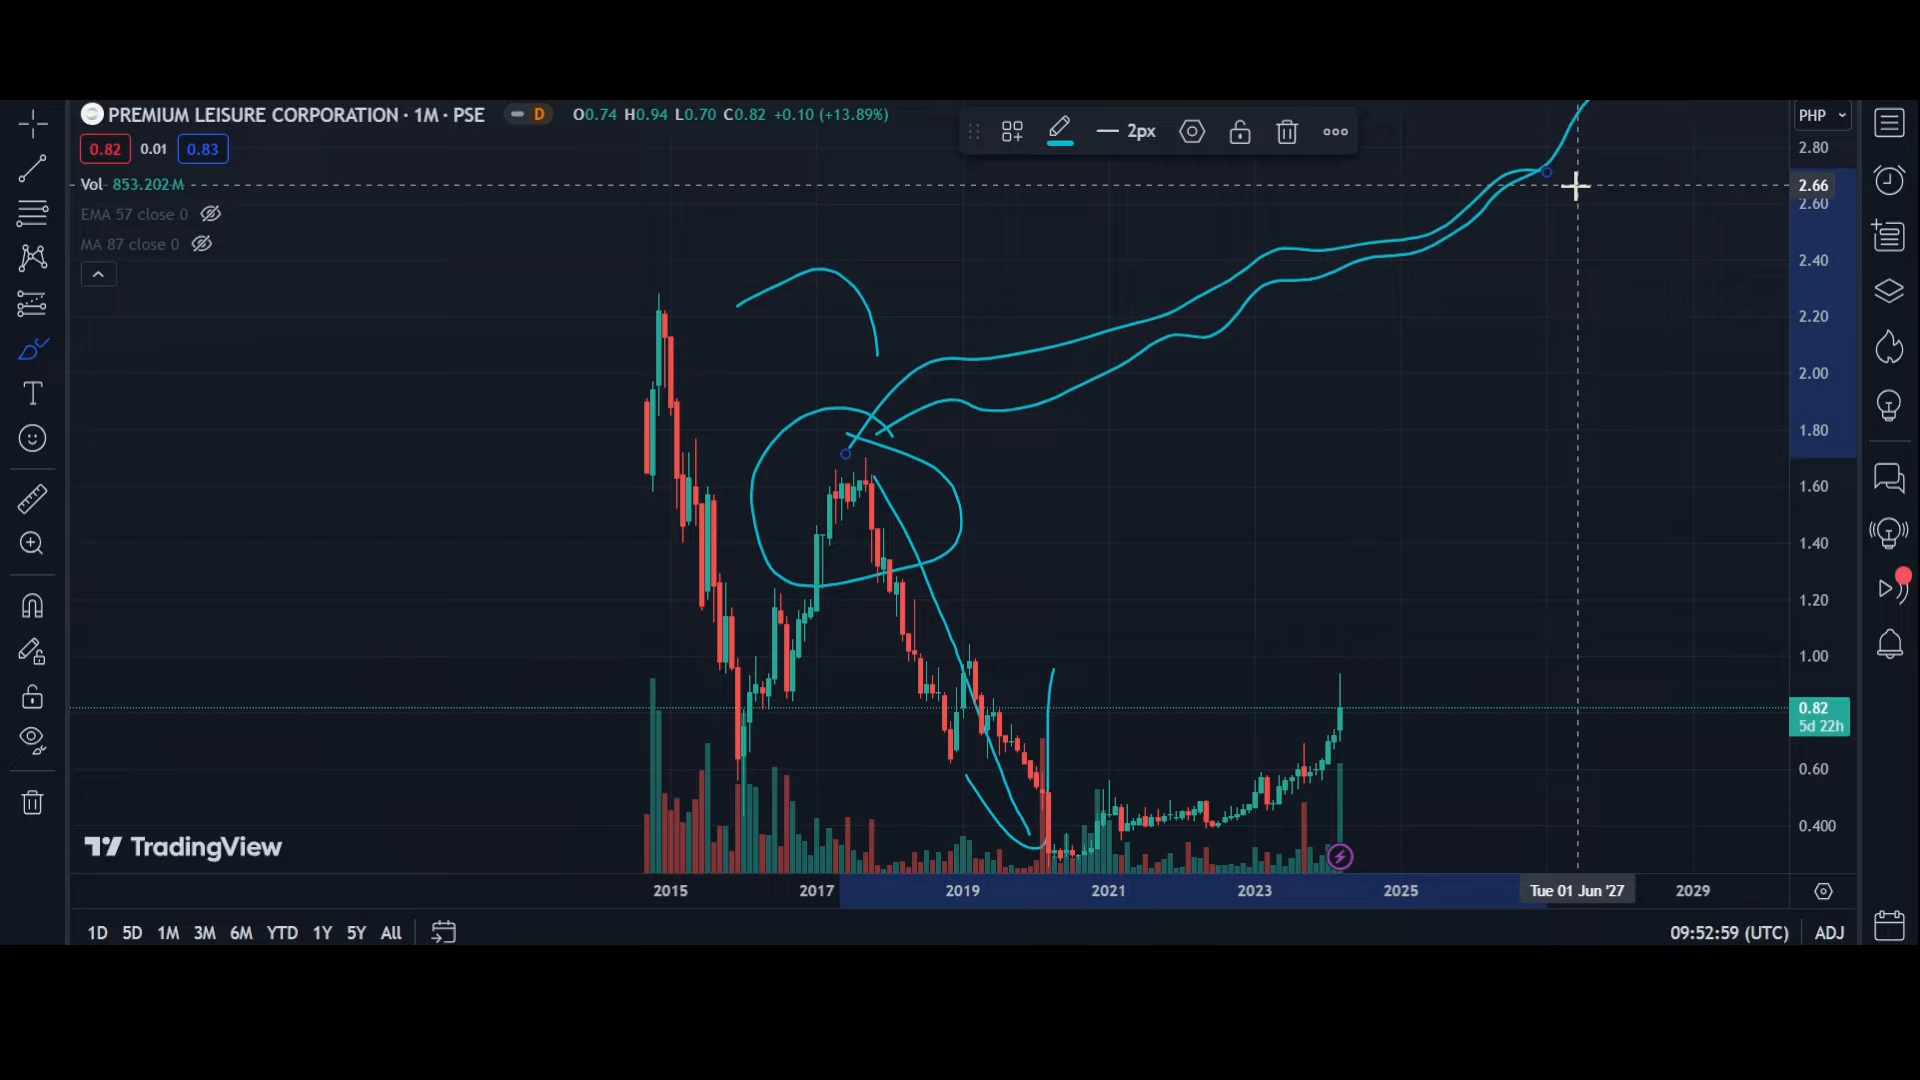 PREMIUM LEISURE CORPORATION · 1M · PSE
D
O0.74 H0.94 L0.70 C0.82 +0.10 (+13.89%)
2px
PHP
0.82
0.01
0.83
Vol 853.202M
EMA 57 close 0
MA 87 close 0
2.80
2.66
2.60
2.40
2.20
2.00
1.80
1.60
1.40
1.20
1.00
0.82
5d 22h
0.60
0.400
TradingView
2015
2017
2019
2021
2023
2025
Tue 01 Jun '27
2029
1D 5D 1M 3M 6M YTD 1Y 5Y All
09:52:59 (UTC)
ADJ